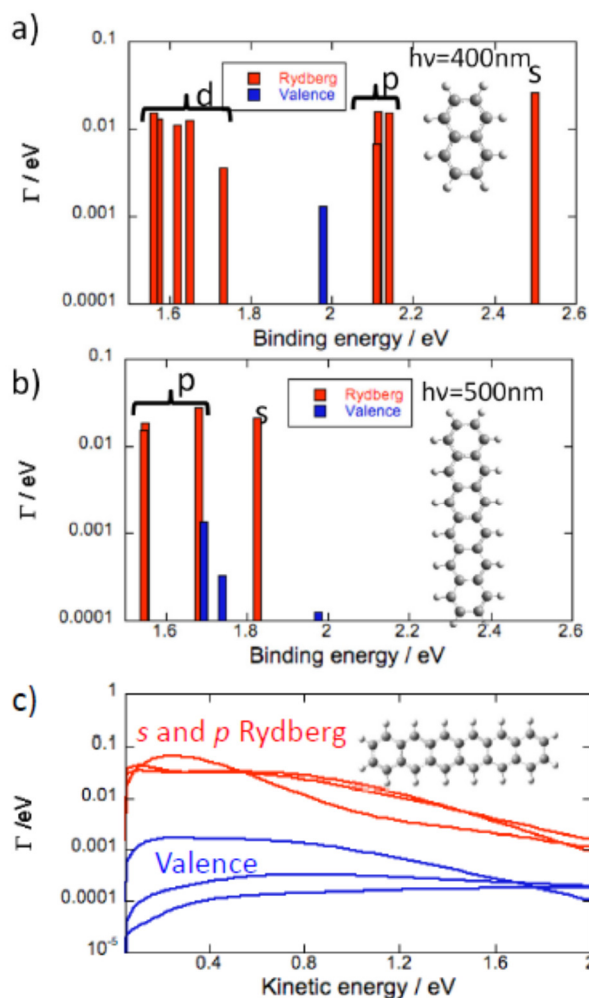 a)
0.1
0.01
0.001
0.0001
Γ / eV
d
Rydberg
Valence
p
hν=400nm
s
1.6 1.8 2 2.2 2.4 2.6
Binding energy / eV
b)
0.1
0.01
0.001
0.0001
Γ / eV
p
s
Rydberg
Valence
hν=500nm
1.6 1.8 2 2.2 2.4 2.6
Binding energy / eV
c)
1
0.1
0.01
0.001
0.0001
10⁻⁵
Γ /eV
s and p Rydberg
Valence
0.4 0.8 1.2 1.6 2
Kinetic energy / eV